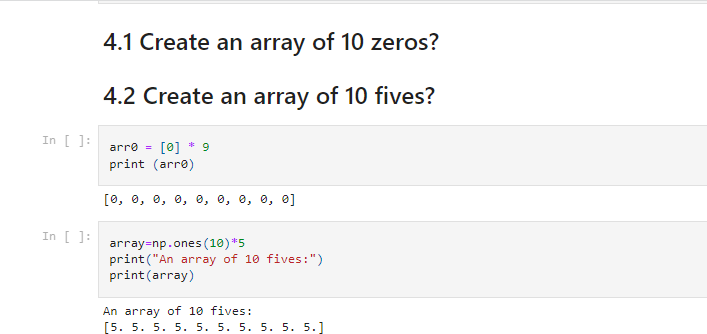 4.1 Create an array of 10 zeros?
4.2 Create an array of 10 fives?
In [ ]:
arr0 = [0] * 9
print (arr0)
[0, 0, 0, 0, 0, 0, 0, 0, 0]
In [ ]:
array=np.ones(10)*5
print("An array of 10 fives:")
print(array)
An array of 10 fives:
[5. 5. 5. 5. 5. 5. 5. 5. 5. 5.]